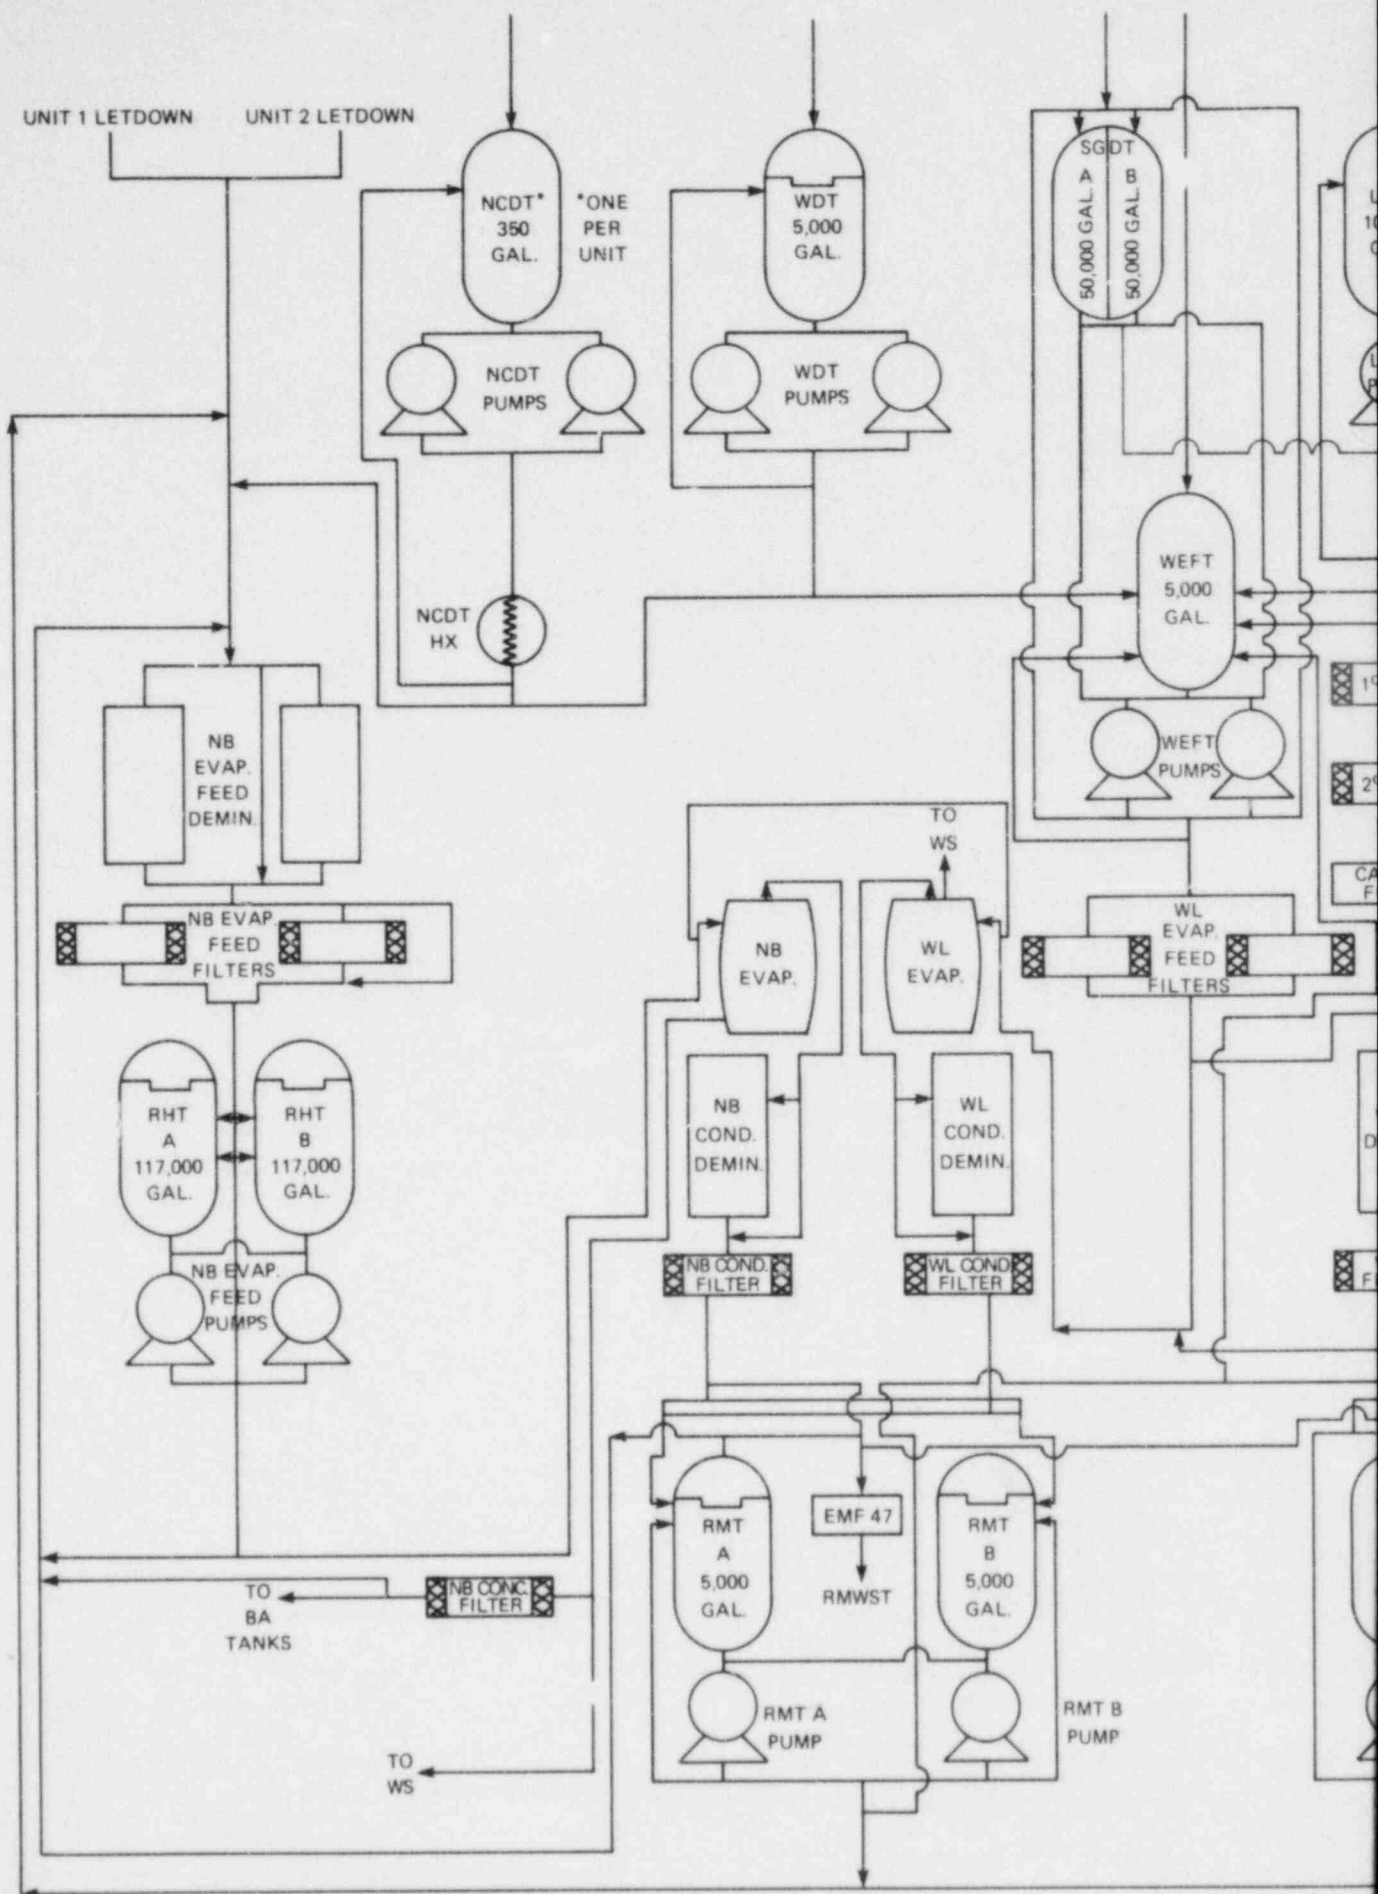 UNIT 1 LETDOWN
UNIT 2 LETDOWN
NCDT*
350
GAL.
*ONE
PER
UNIT
WDT
5,000
GAL.
SGDT
A
50,000 GAL.
B
50,000 GAL.
NCDT
PUMPS
WDT
PUMPS
WEFT
5,000
GAL.
NCDT
HX
NB
EVAP.
FEED
DEMIN.
WEFT
PUMPS
TO
WS
NB EVAP.
FEED
FILTERS
NB
EVAP.
WL
EVAP.
WL
EVAP.
FEED
FILTERS
RHT
A
117,000
GAL.
RHT
B
117,000
GAL.
NB
COND.
DEMIN.
WL
COND.
DEMIN.
NB EVAP.
FEED
PUMPS
NB COND.
FILTER
WL COND.
FILTER
RMT
A
5,000
GAL.
EMF 47
RMWST
RMT
B
5,000
GAL.
NB CONC.
FILTER
TO
BA
TANKS
RMT A
PUMP
RMT B
PUMP
TO
WS